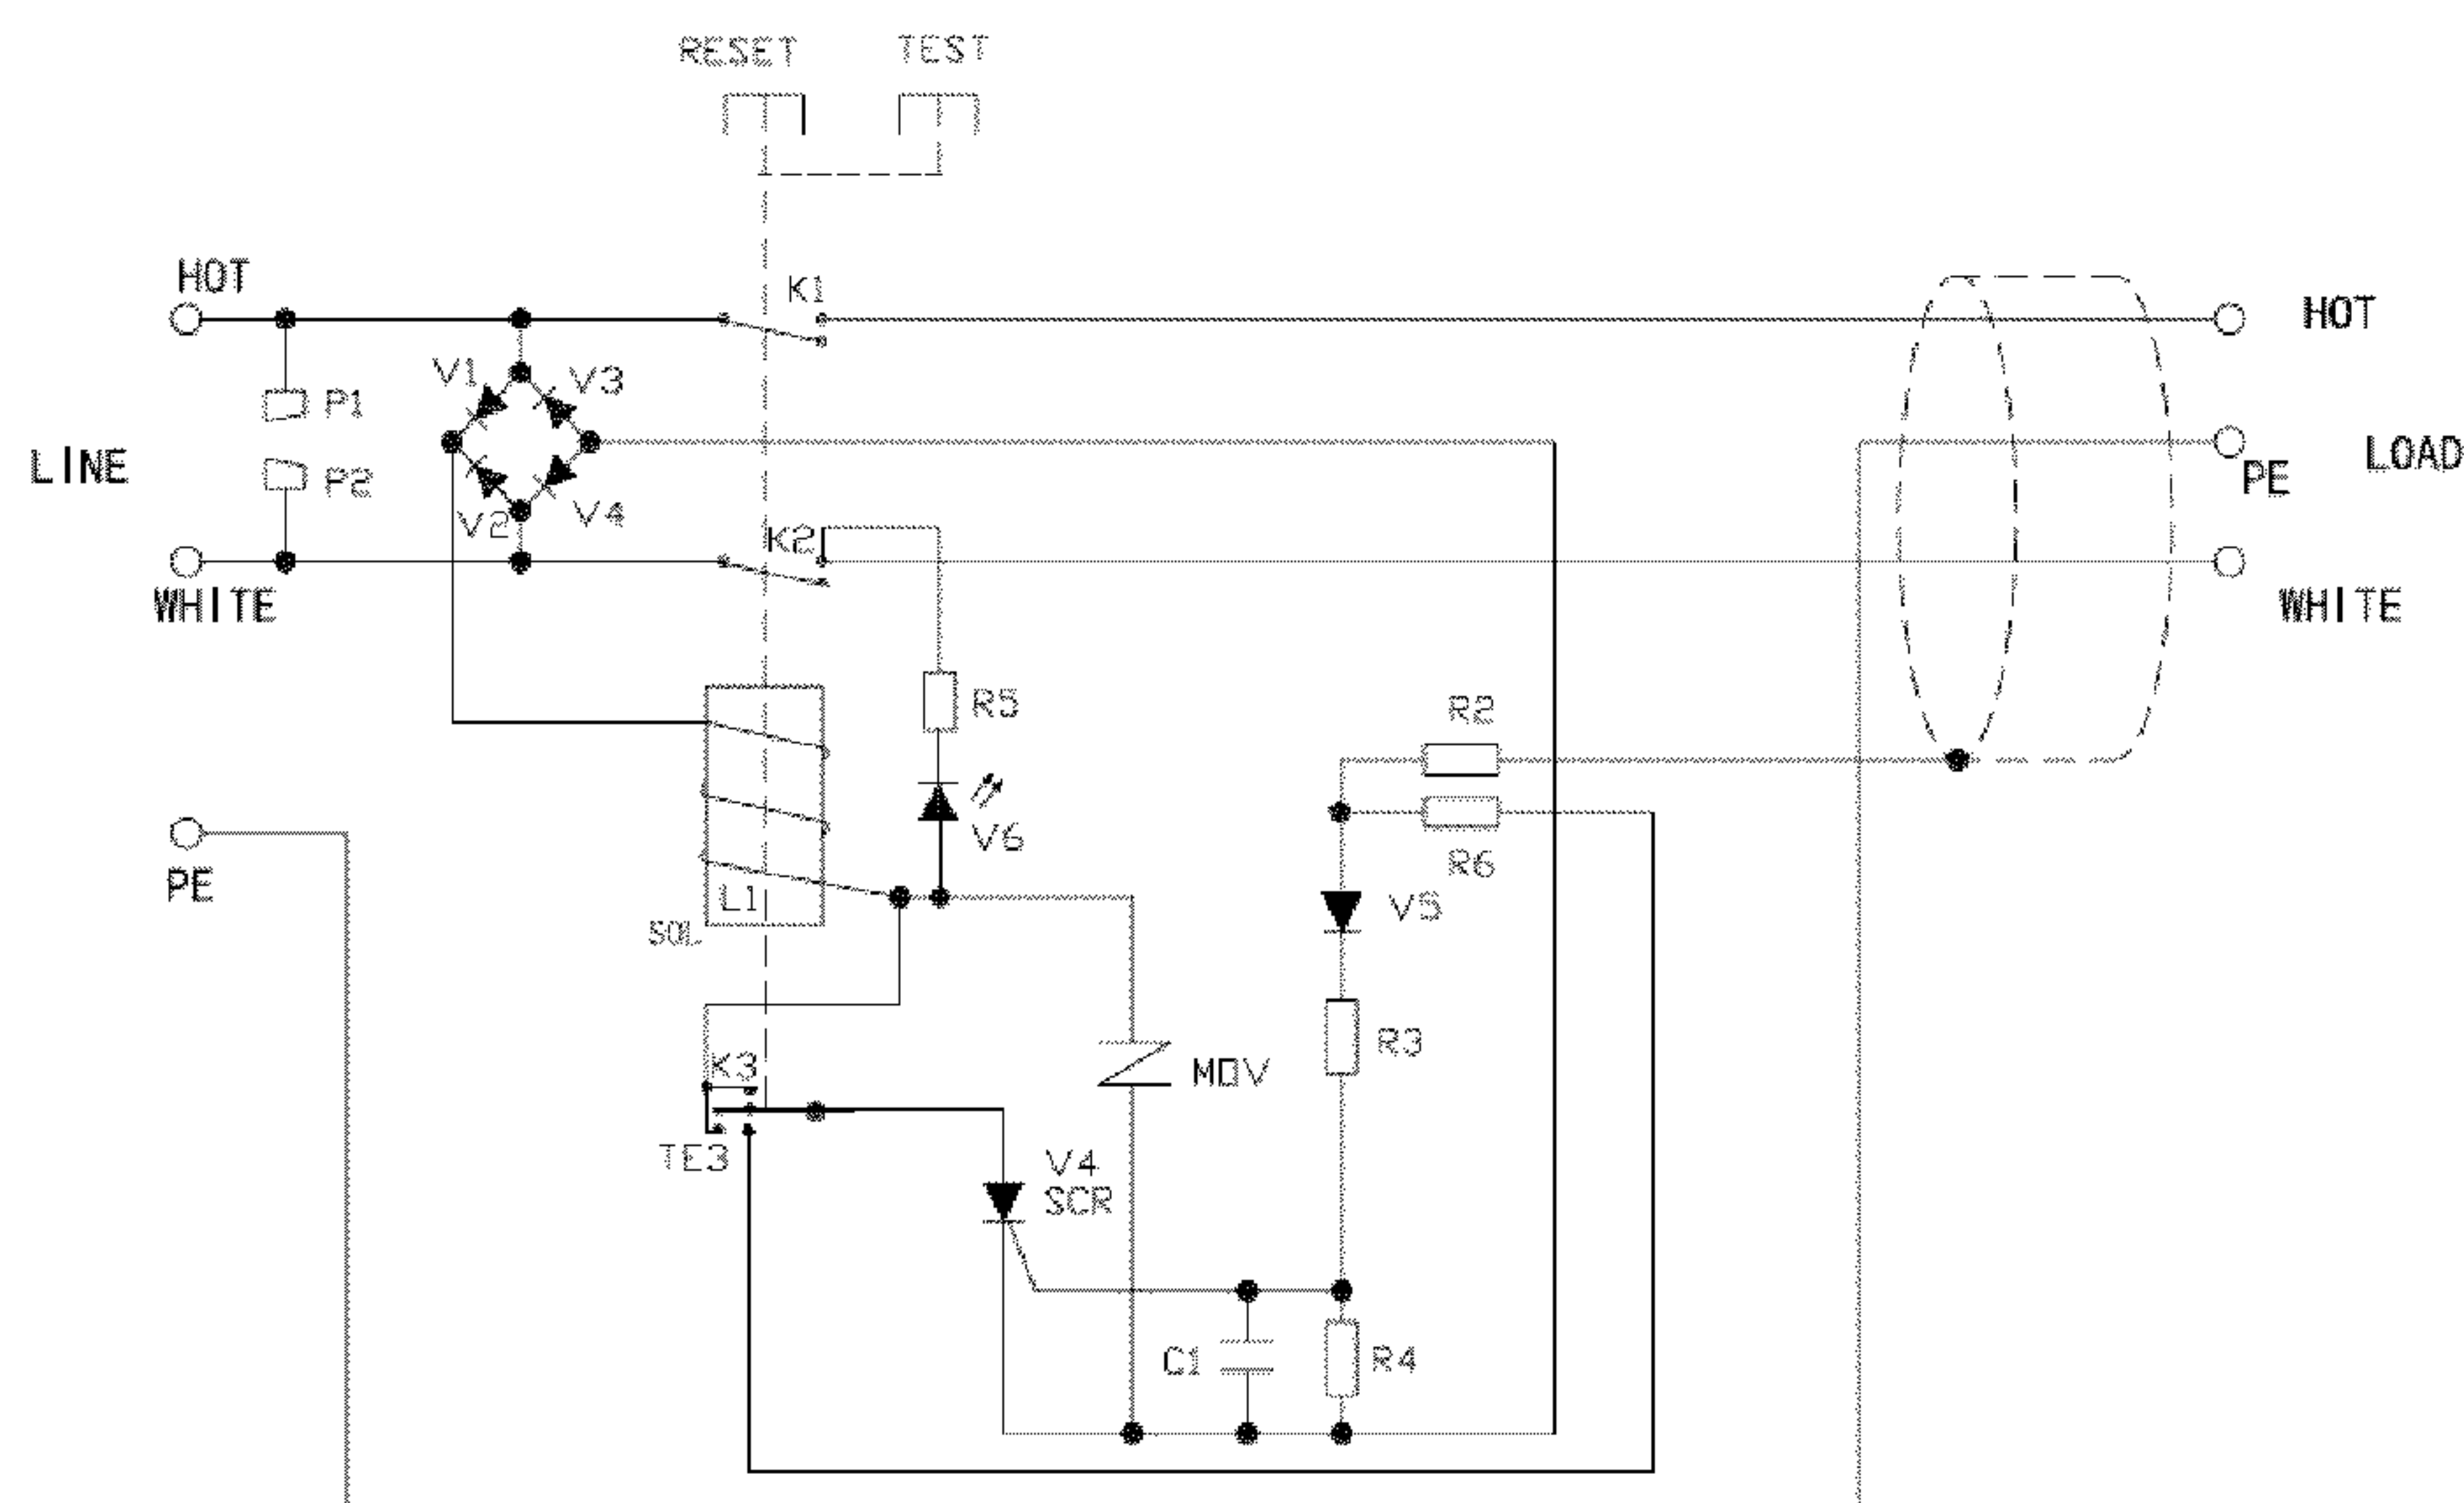 RESET TEST
K1
HOT
HOT
V1 V3
P1
LINE
LOAD
P2
PE
V2 V4
K2
WHITE
WHITE
R5
R2
V6
R6
PE
L1
V5
SOL
R3
K3
MOV
TE3
V4
SCR
C1
R4